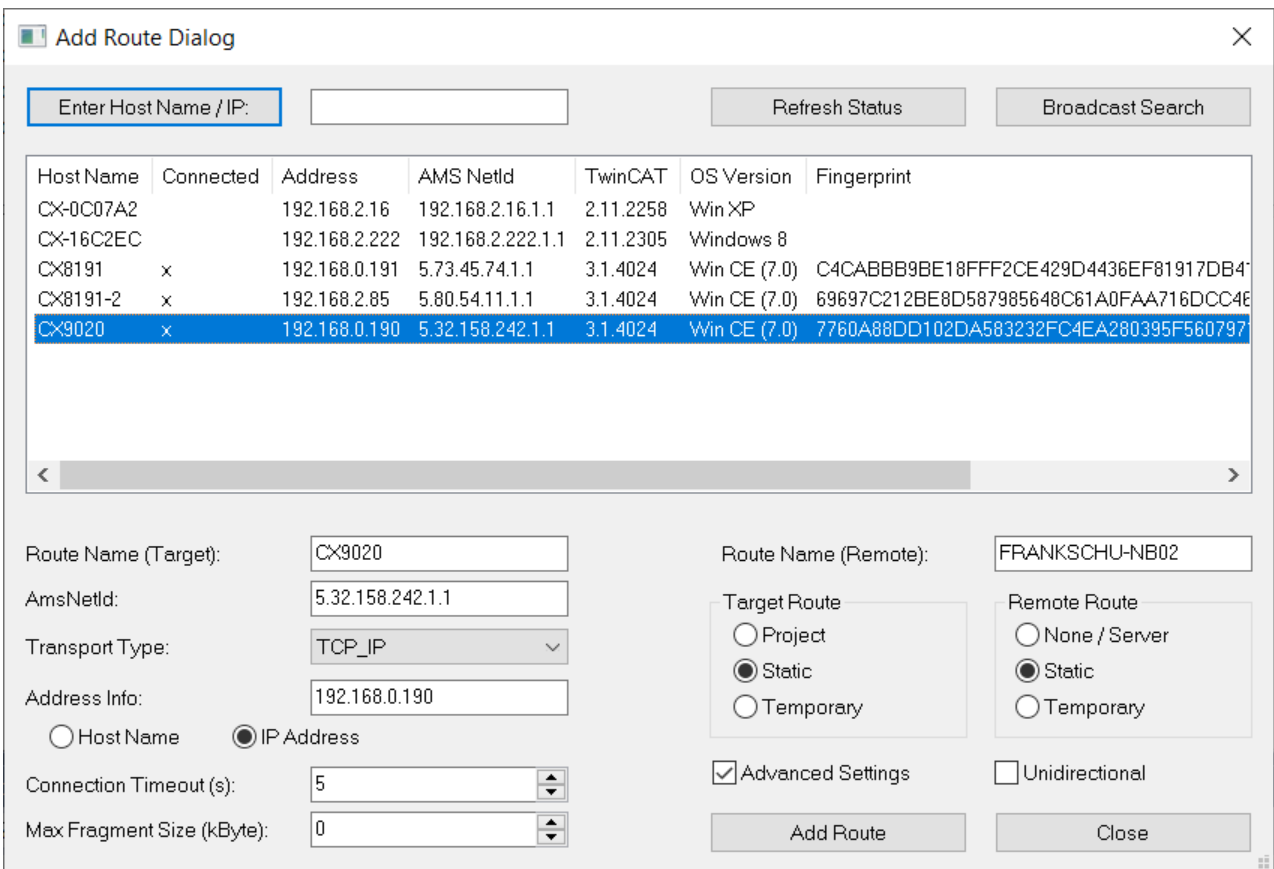 Add Route Dialog
Enter Host Name / IP: Refresh Status Broadcast Search
Host Name Connected Address AMS NetId TwinCAT OS Version Fingerprint
CX-0C07A2 192.168.2.16 192.168.2.16.1.1 2.11.2258 Win XP
CX-16C2EC 192.168.2.222 192.168.2.222.1.1 2.11.2305 Windows 8
CX8191 x 192.168.0.191 5.73.45.74.1.1 3.1.4024 Win CE (7.0) C4CABBB9BE18FFF2CE429D4436EF81917DB4
CX8191-2 x 192.168.2.85 5.80.54.11.1.1 3.1.4024 Win CE (7.0) 69697C212BE8D587985648C61A0FAA716DCC46
CX9020 x 192.168.0.190 5.32.158.242.1.1 3.1.4024 Win CE (7.0) 7760A88DD102DA583232FC4EA280395F560797
Route Name (Target): CX9020 Route Name (Remote): FRANKSCHU-NB02
AmsNetId: 5.32.158.242.1.1 Target Route Remote Route
Project None / Server
Transport Type: TCP_IP
Static Static
Address Info: 192.168.0.190 Temporary Temporary
Host Name IP Address
Connection Timeout (s): 5 Advanced Settings Unidirectional
Max Fragment Size (kByte): 0 Add Route Close